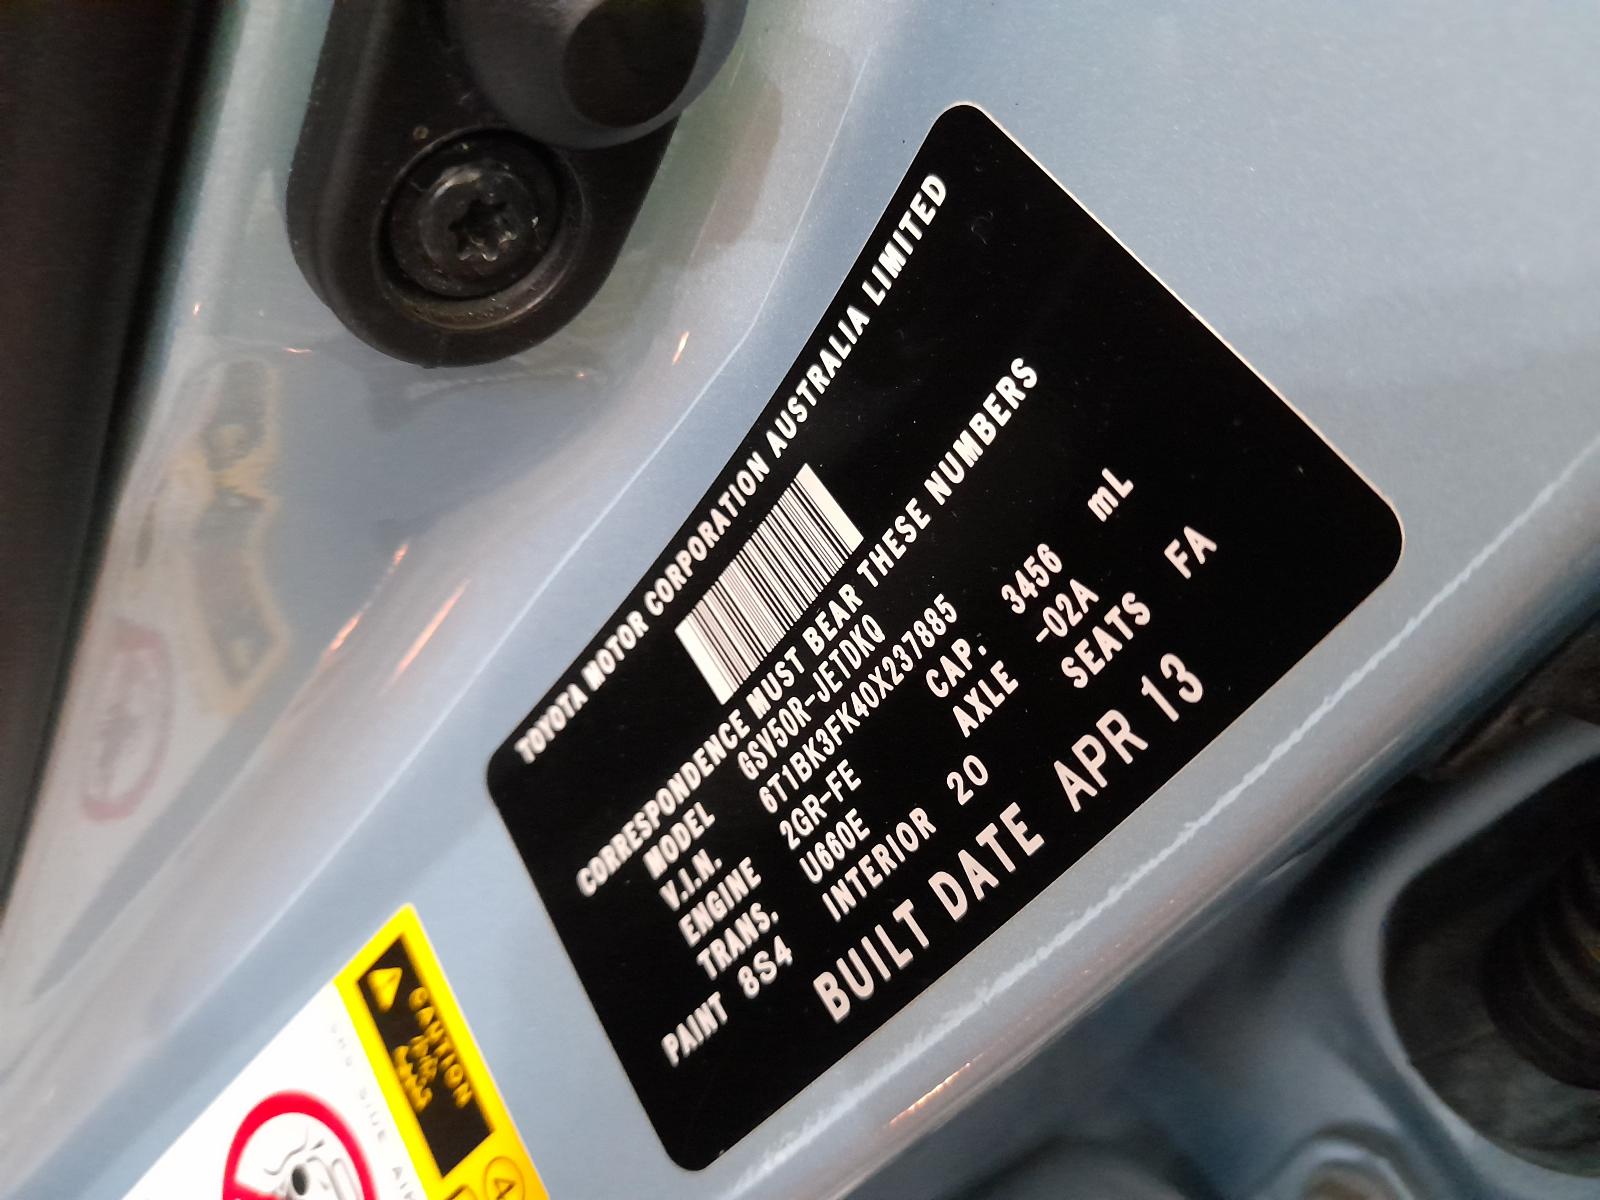 TOYOTA MOTOR CORPORATION AUSTRALIA LIMITED
CORRESPONDENCE MUST BEAR THESE NUMBERS
MODEL GSV50R-JETDKQ
V.I.N. 6T1BK3FK40X237885
ENGINE 2GR-FE CAP. 3456 mL
TRANS. U660E AXLE -02A
PAINT 8S4 INTERIOR 20 SEATS FA
BUILT DATE APR 13
CAUTION